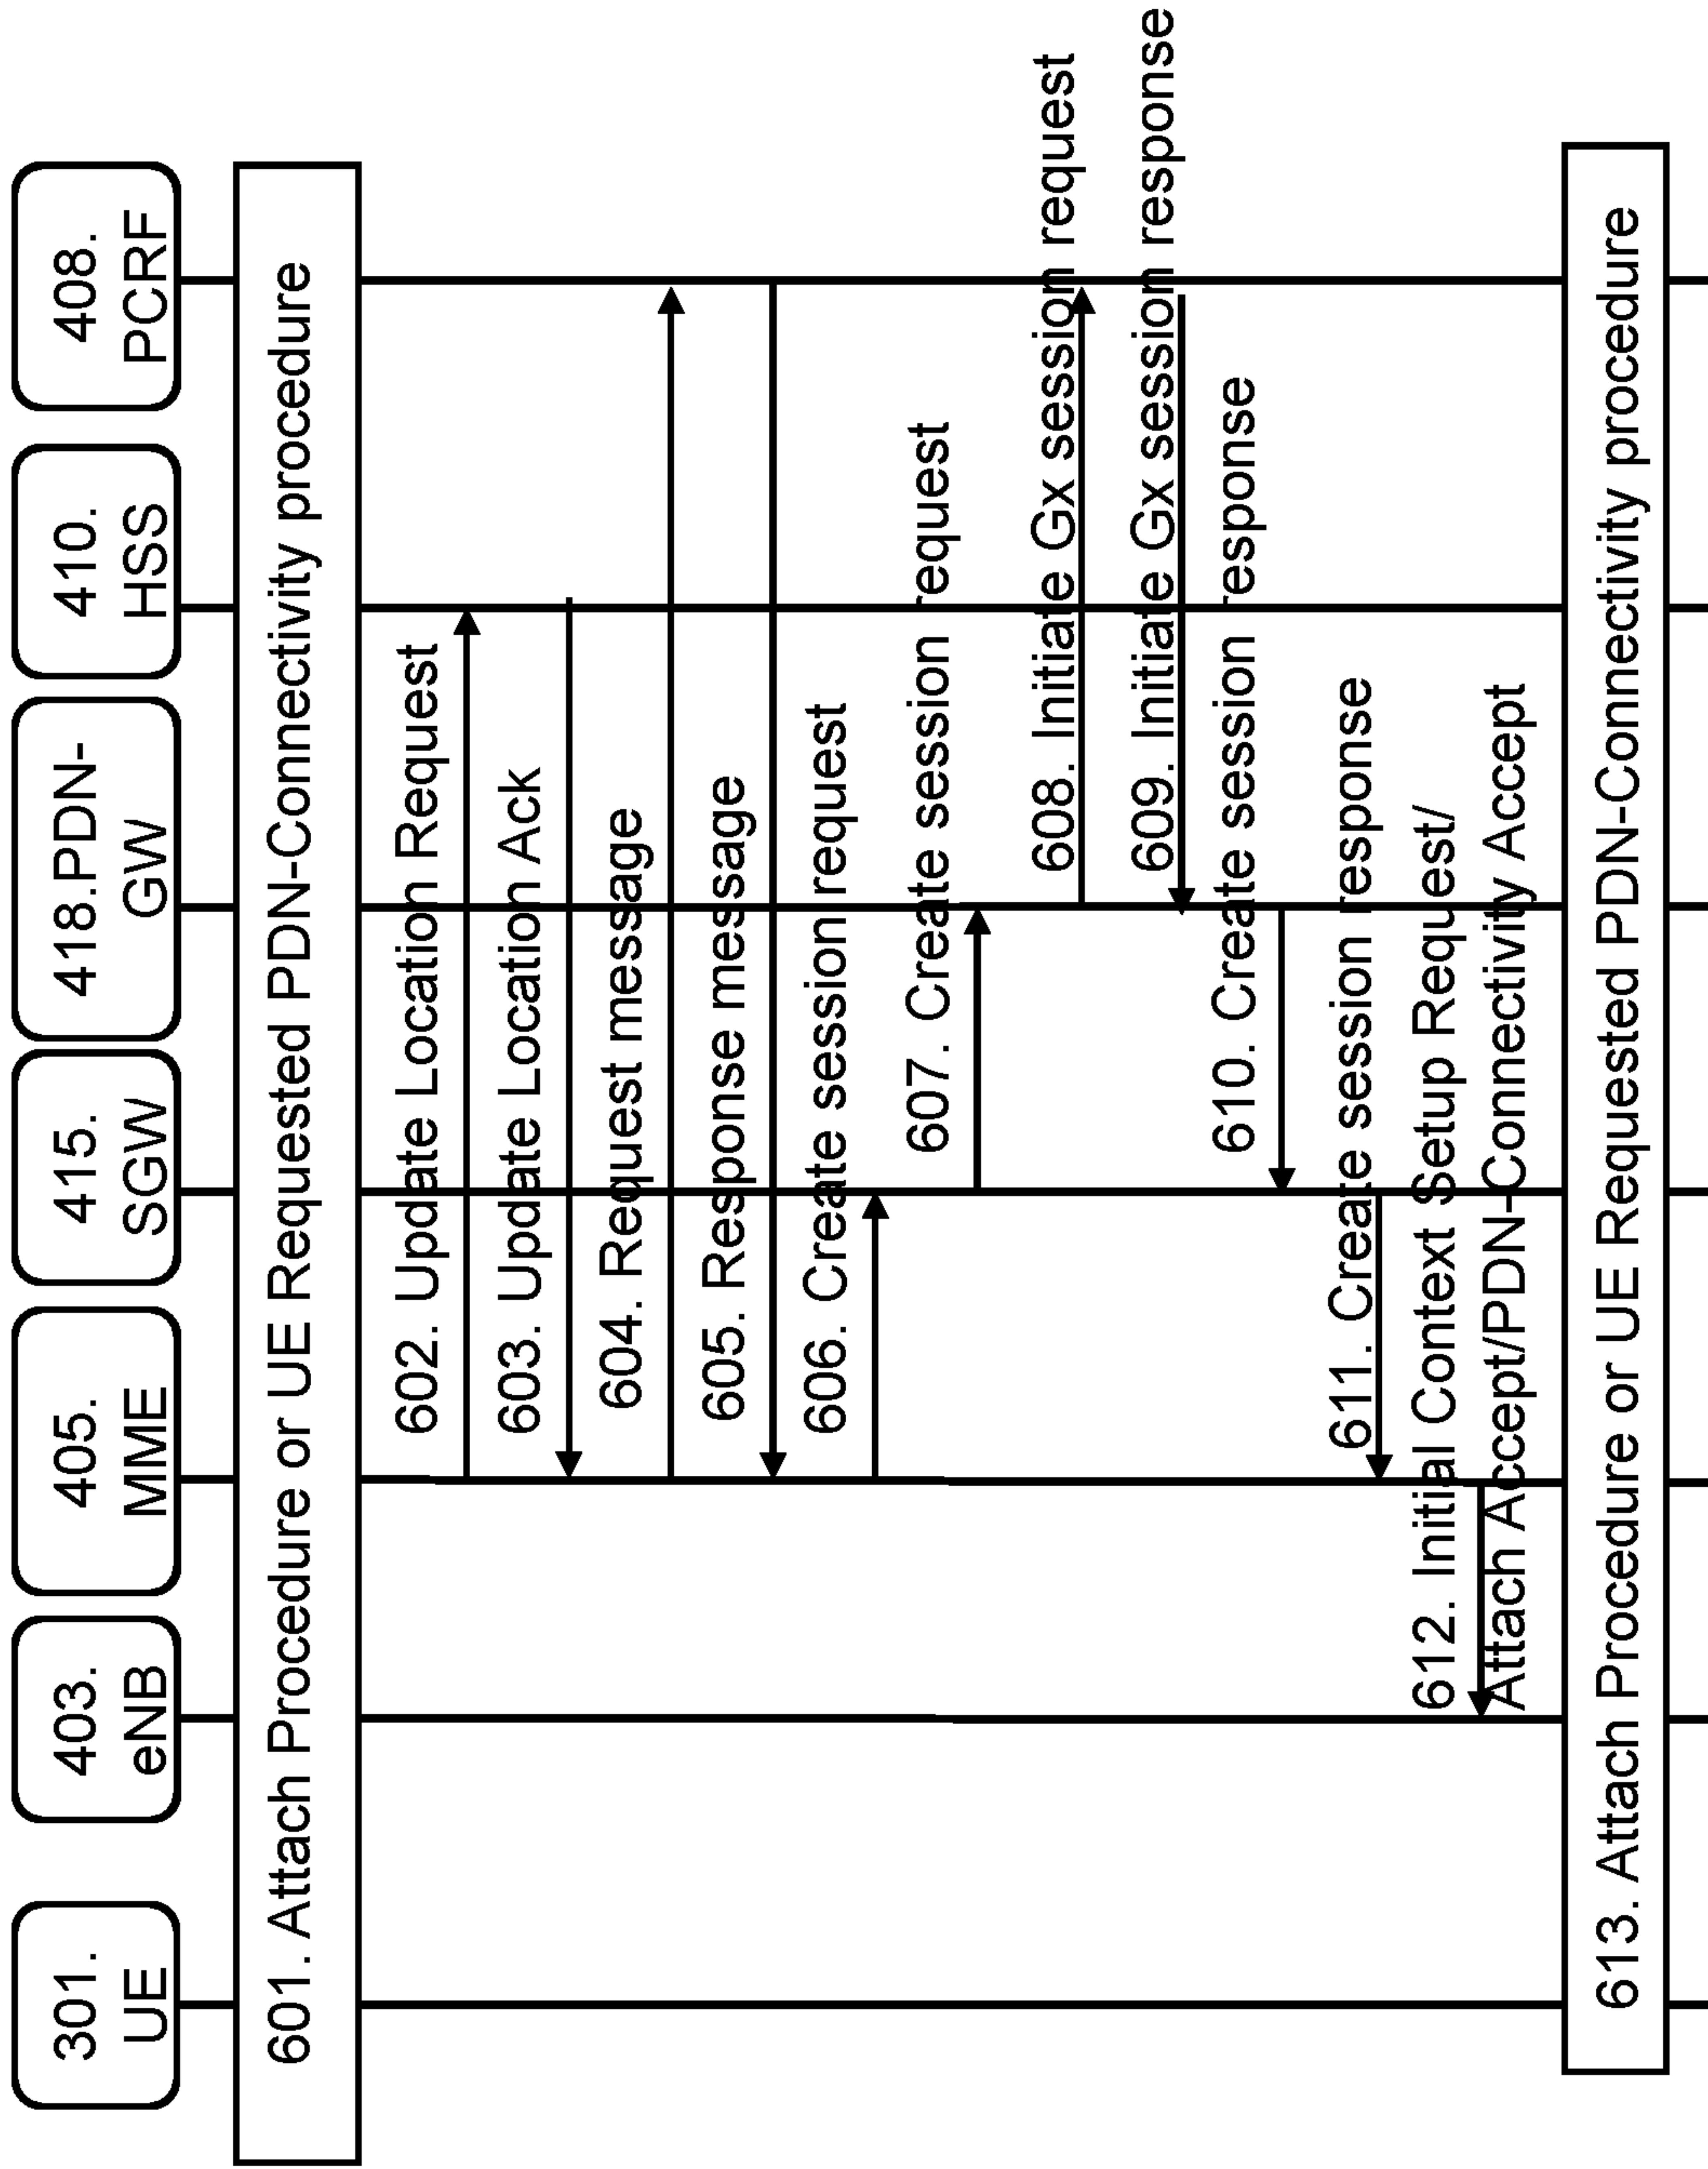 301.
UE
403.
eNB
405.
MME
415.
SGW
418.PDN-
GW
410.
HSS
408.
PCRF
601. Attach Procedure or UE Requested PDN-Connectivity procedure
602. Update Location Request
603. Update Location Ack
604. Request message
605. Response message
606. Create session request
607. Create session request
608. Initiate Gx session request
609. Initiate Gx session response
610. Create session response
611. Create session response
612. Initial Context Setup Request/
Attach Accept/PDN-Connectivity Accept
613. Attach Procedure or UE Requested PDN-Connectivity procedure